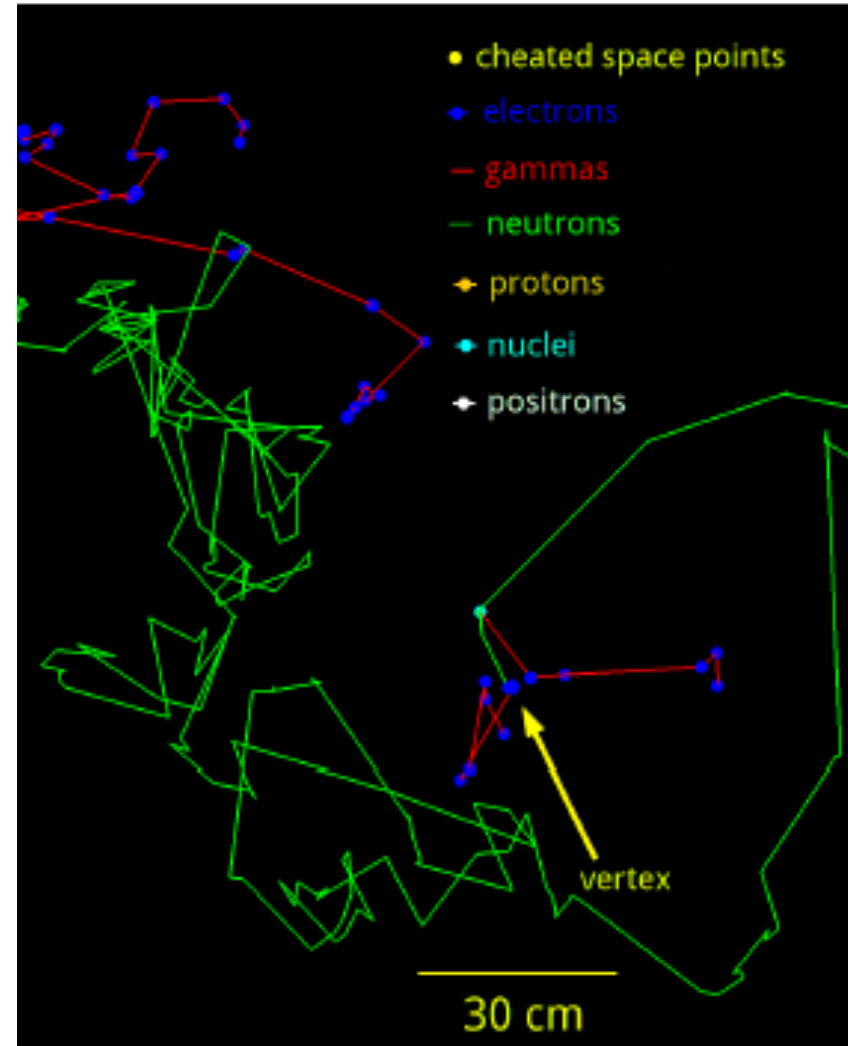 cheated space points
electrons
gammas
neutrons
protons
nuclei
positrons
vertex
30 cm